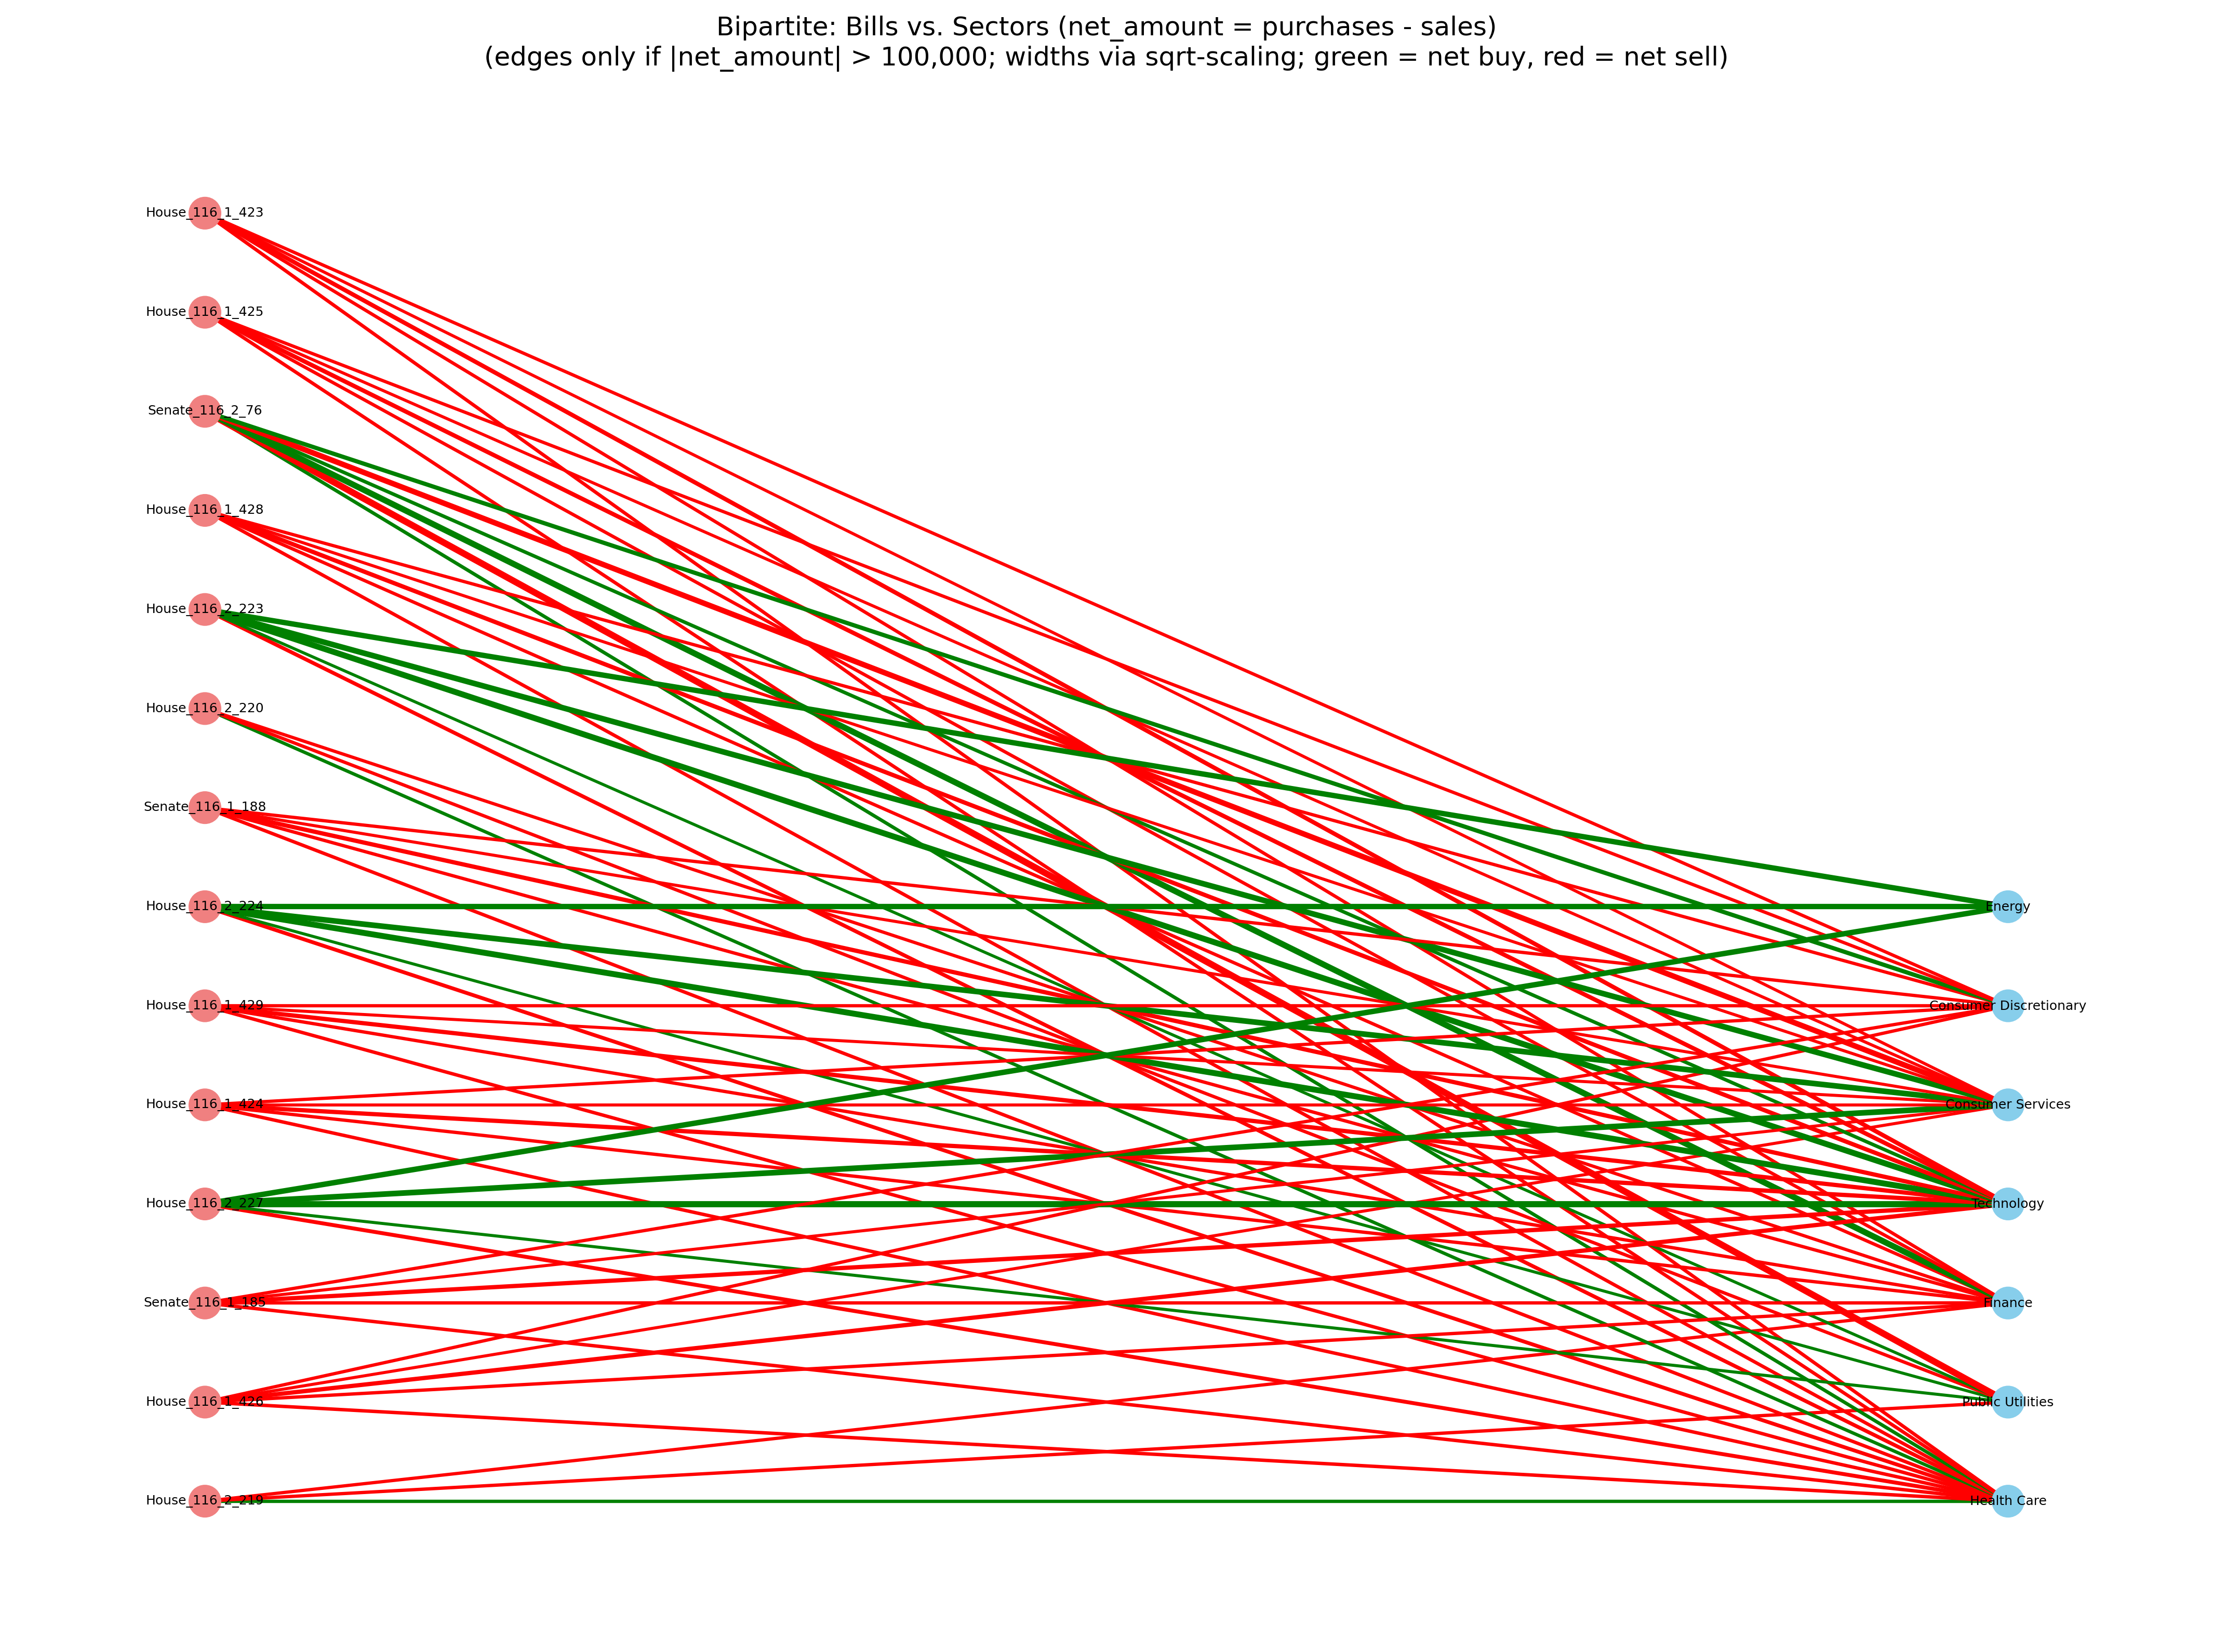 Bipartite: Bills vs. Sectors (net_amount = purchases - sales)
(edges only if |net_amount| > 100,000; widths via sqrt-scaling; green = net buy, red = net sell)
House_116_1_423
House_116_1_425
Senate_116_2_76
House_116_1_428
House_116_2_223
House_116_2_220
Senate_116_1_188
House_116_2_224
House_116_1_429
House_116_1_424
House_116_2_227
Senate_116_1_185
House_116_1_426
House_116_2_219
Energy
Consumer Discretionary
Consumer Services
Technology
Finance
Public Utilities
Health Care